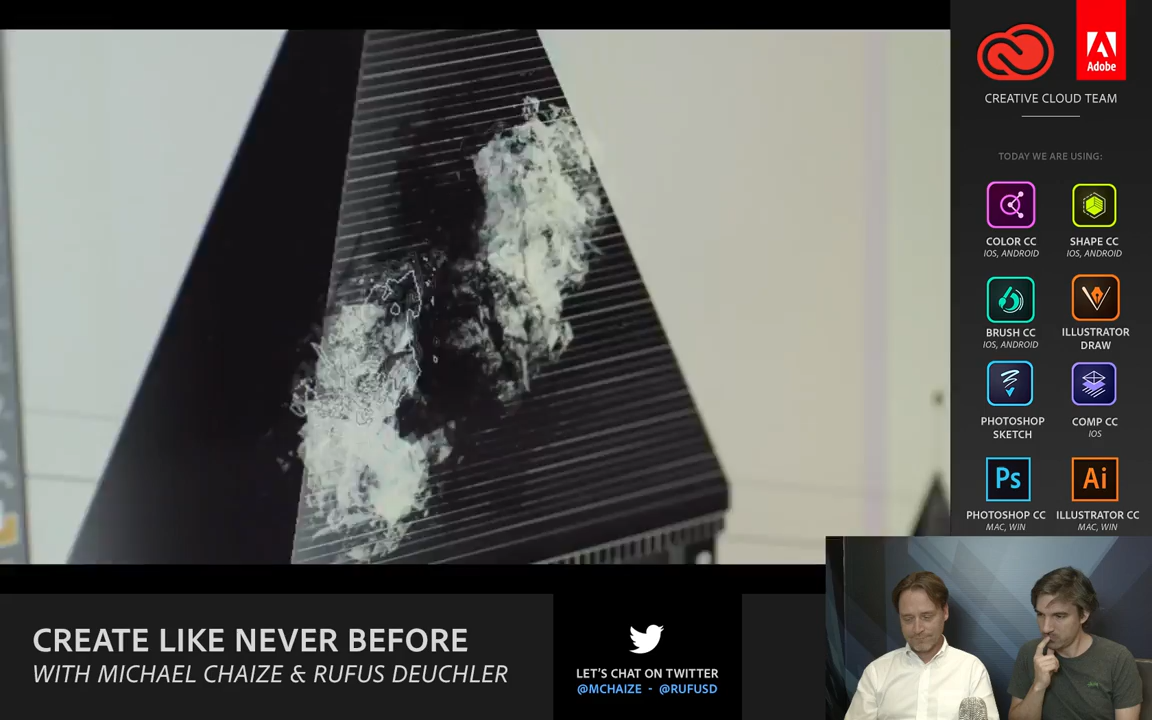 Adobe
CREATIVE CLOUD TEAM
TODAY WE ARE USING:
COLOR CC
IOS, ANDROID
SHAPE CC
IOS, ANDROID
BRUSH CC
IOS, ANDROID
ILLUSTRATOR
DRAW
PHOTOSHOP
SKETCH
COMP CC
IOS
Ps
PHOTOSHOP CC
MAC, WIN
Ai
ILLUSTRATOR CC
MAC, WIN
CREATE LIKE NEVER BEFORE
WITH MICHAEL CHAIZE & RUFUS DEUCHLER
LET'S CHAT ON TWITTER
@MCHAIZE - @RUFUSD